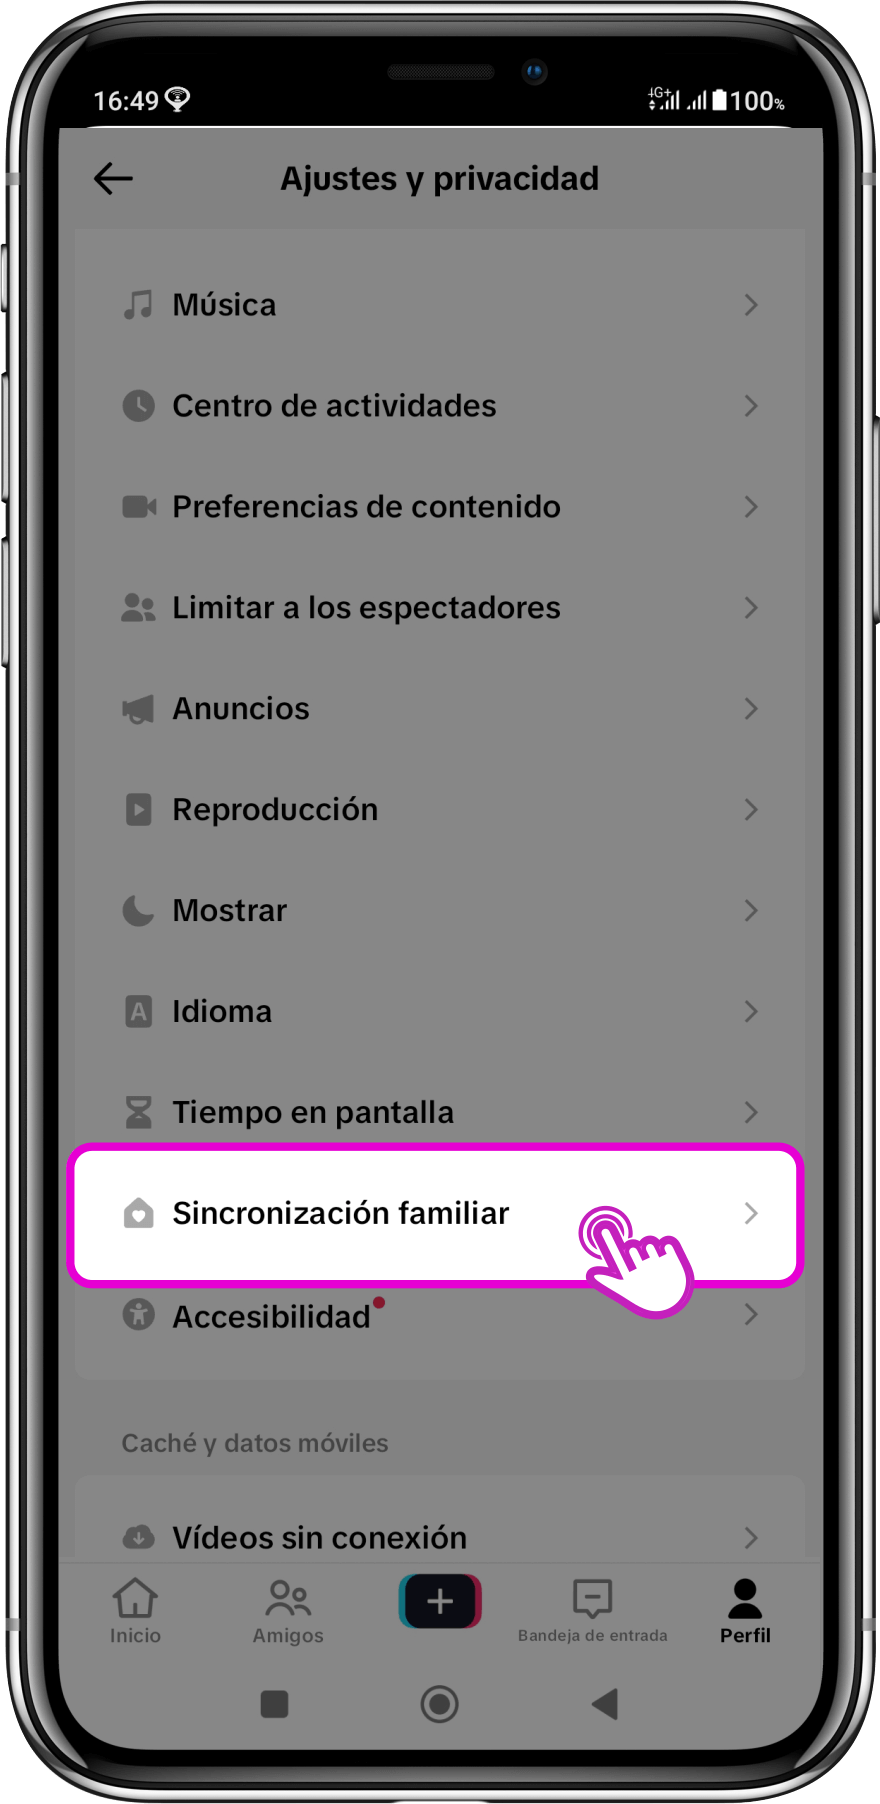 16:49 4G+ 100%
Ajustes y privacidad
Música
Centro de actividades
Preferencias de contenido
Limitar a los espectadores
Anuncios
Reproducción
Mostrar
A Idioma
Tiempo en pantalla
Sincronización familiar
Accesibilidad
Caché y datos móviles
Vídeos sin conexión
Inicio Amigos Bandeja de entrada Perfil